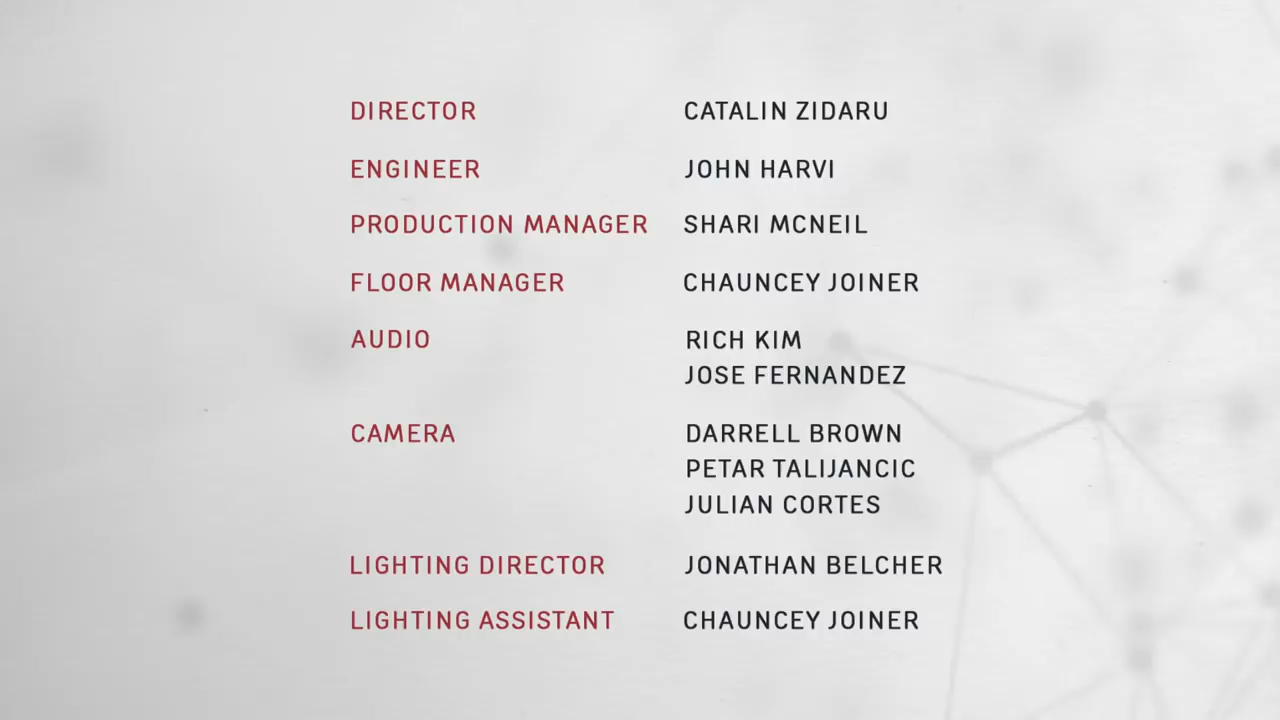 DIRECTOR CATALIN ZIDARU
ENGINEER JOHN HARVI
PRODUCTION MANAGER SHARI MCNEIL
FLOOR MANAGER CHAUNCEY JOINER
AUDIO RICH KIM
JOSE FERNANDEZ
CAMERA DARRELL BROWN
PETAR TALIJANCIC
JULIAN CORTES
LIGHTING DIRECTOR JONATHAN BELCHER
LIGHTING ASSISTANT CHAUNCEY JOINER